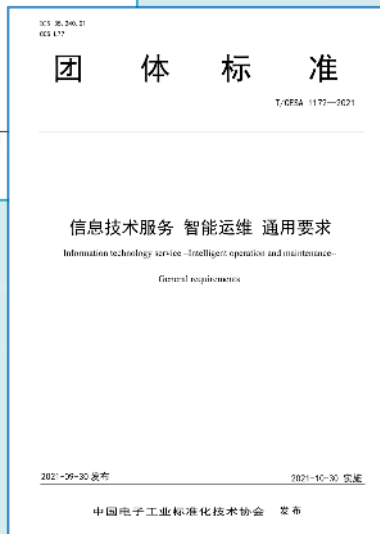 ICS 35.240.01
CCS L77
团 体 标 准
T/CESA 1172—2021
信息技术服务 智能运维 通用要求
Information technology service –Intelligent operation and maintenance–
General requirements
2021-09-30 发布
2021-10-30 实施
中国电子工业标准化技术协会 发布